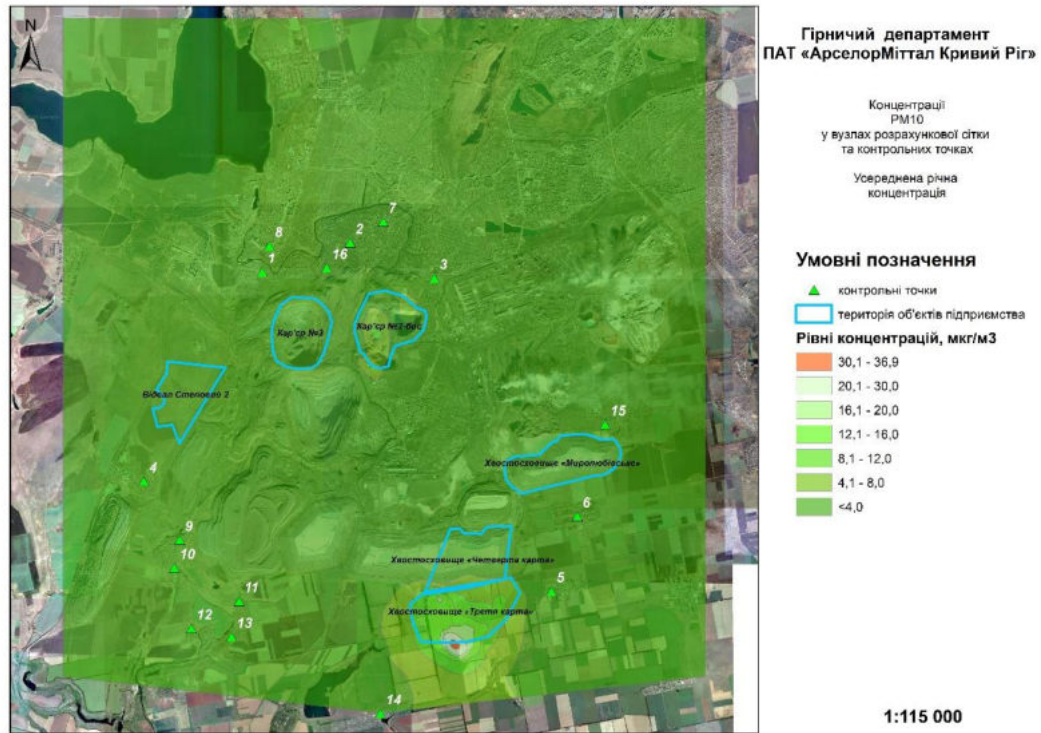 N
Гірничий департамент
ПАТ «АрселорМіттал Кривий Ріг»
Концентрації
PM10
у вузлах розрахункової сітки
та контрольних точках
Усереднена річна
концентрація
Умовні позначення
контрольні точки
територія об'єктів підприємства
Рівні концентрацій, мкг/м3
30,1 - 36,9
20,1 - 30,0
16,1 - 20,0
12,1 - 16,0
8,1 - 12,0
4,1 - 8,0
<4,0
1:115 000
7
2
8
16
1
3
Кар'єр №3
Кар'єр №2-біс
Відвал Степовий 2
15
Хвостосховище «Миролюбівське»
4
6
9
Хвостосховище «Четверта карта»
10
5
11
Хвостосховище «Третя карта»
12
13
14